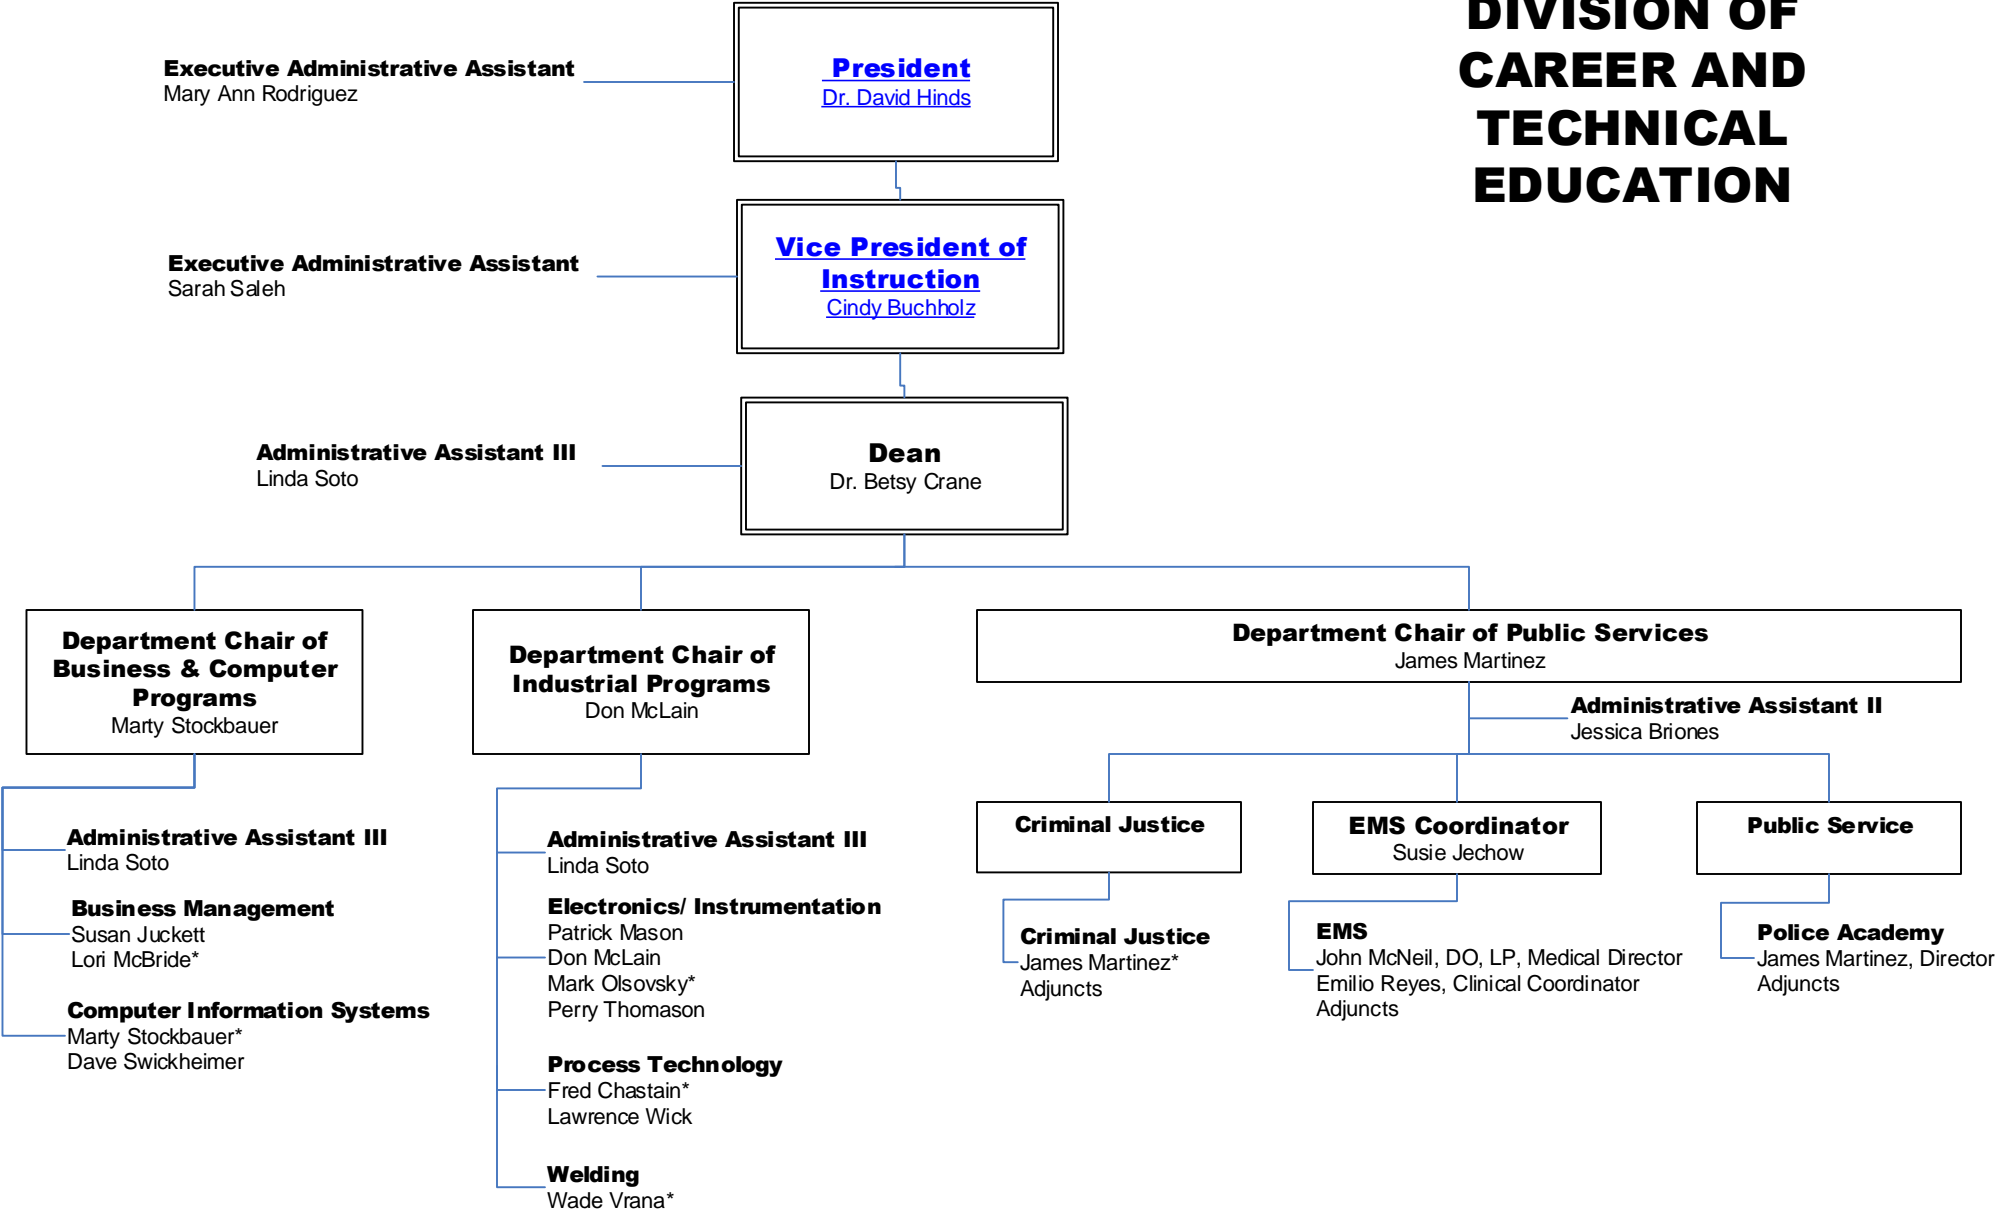 DIVISION OF
CAREER AND
TECHNICAL
EDUCATION
Executive Administrative Assistant
Mary Ann Rodriguez
President
Dr. David Hinds
Executive Administrative Assistant
Sarah Saleh
Vice President of
Instruction
Cindy Buchholz
Administrative Assistant III
Linda Soto
Dean
Dr. Betsy Crane
Department Chair of
Business & Computer
Programs
Marty Stockbauer
Administrative Assistant III
Linda Soto
Business Management
Susan Juckett
Lori McBride*
Computer Information Systems
Marty Stockbauer*
Dave Swickheimer
Department Chair of
Industrial Programs
Don McLain
Administrative Assistant III
Linda Soto
Electronics/ Instrumentation
Patrick Mason
Don McLain
Mark Olsovsky*
Perry Thomason
Process Technology
Fred Chastain*
Lawrence Wick
Welding
Wade Vrana*
Department Chair of Public Services
James Martinez
Administrative Assistant II
Jessica Briones
Criminal Justice
Criminal Justice
James Martinez*
Adjuncts
EMS Coordinator
Susie Jechow
EMS
John McNeil, DO, LP, Medical Director
Emilio Reyes, Clinical Coordinator
Adjuncts
Public Service
Police Academy
James Martinez, Director
Adjuncts